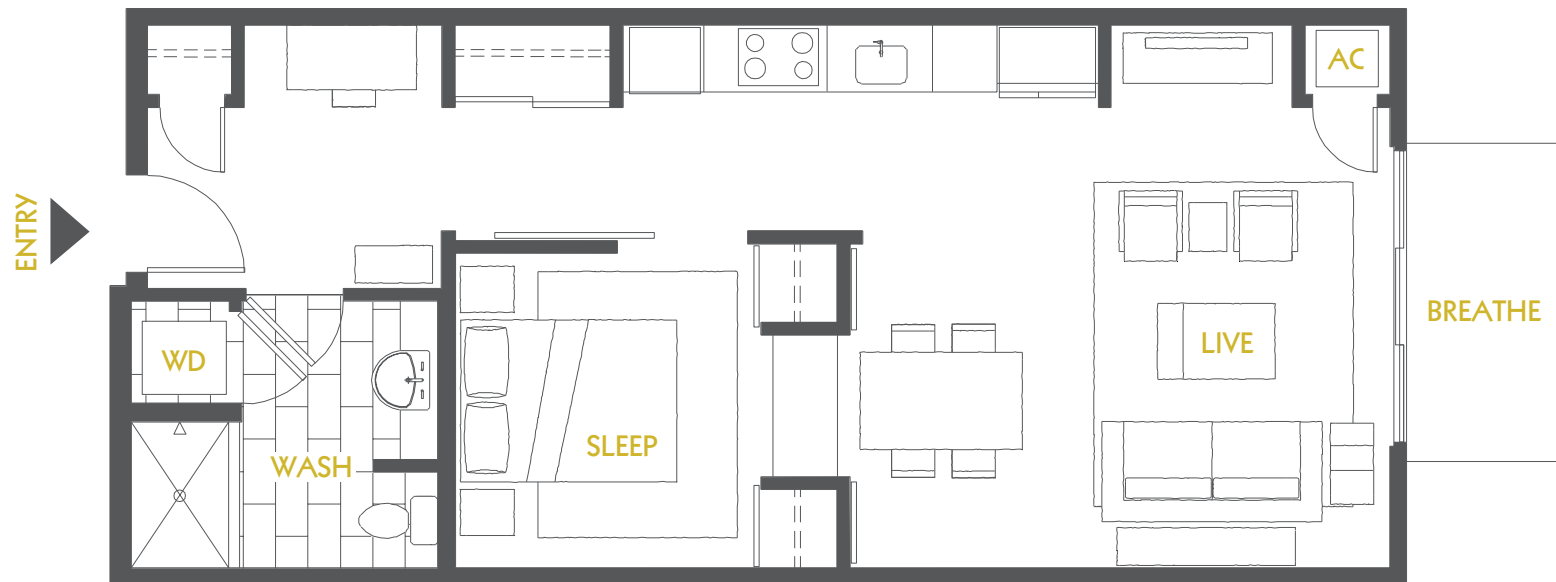 AC
ENTRY
BREATHE
LIVE
WD
SLEEP
WASH